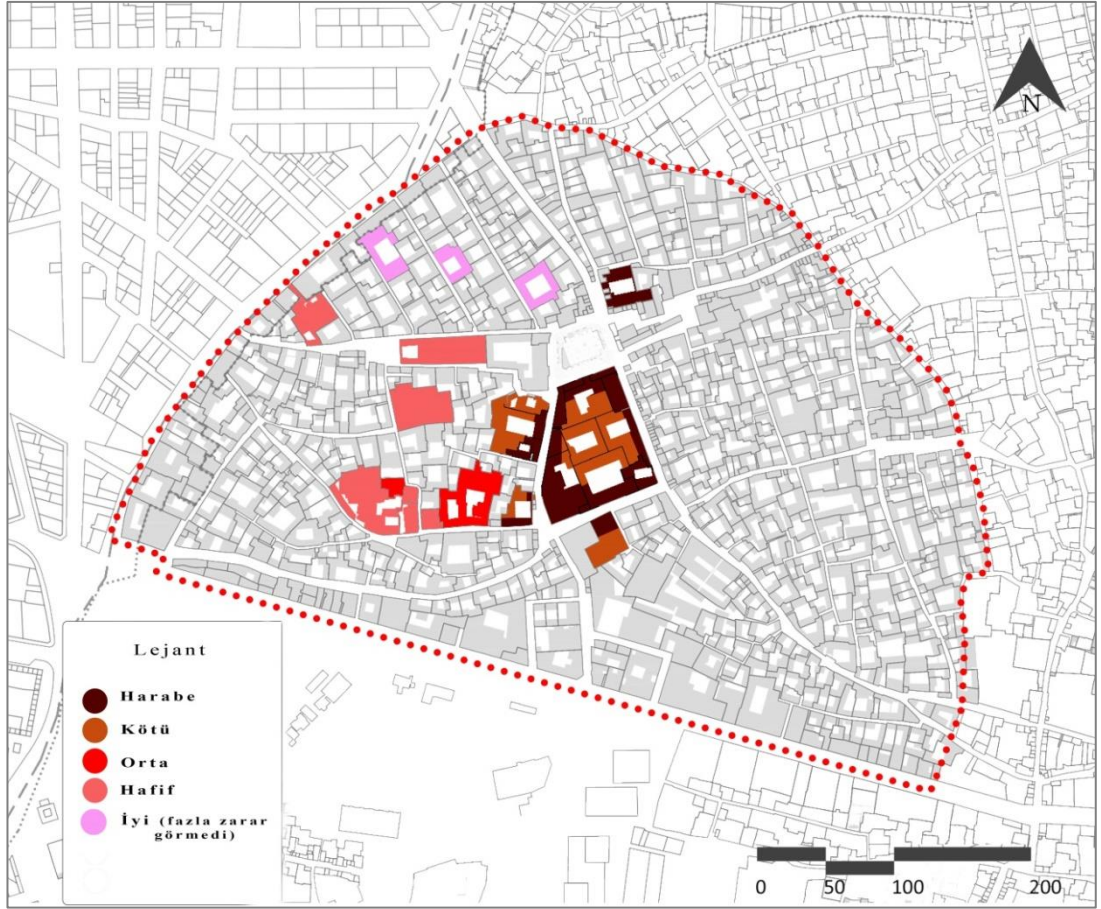 N
Lejant
Harabe
Kötü
Orta
Hafif
İyi (fazla zarar
görmedi)
0 50 100 200